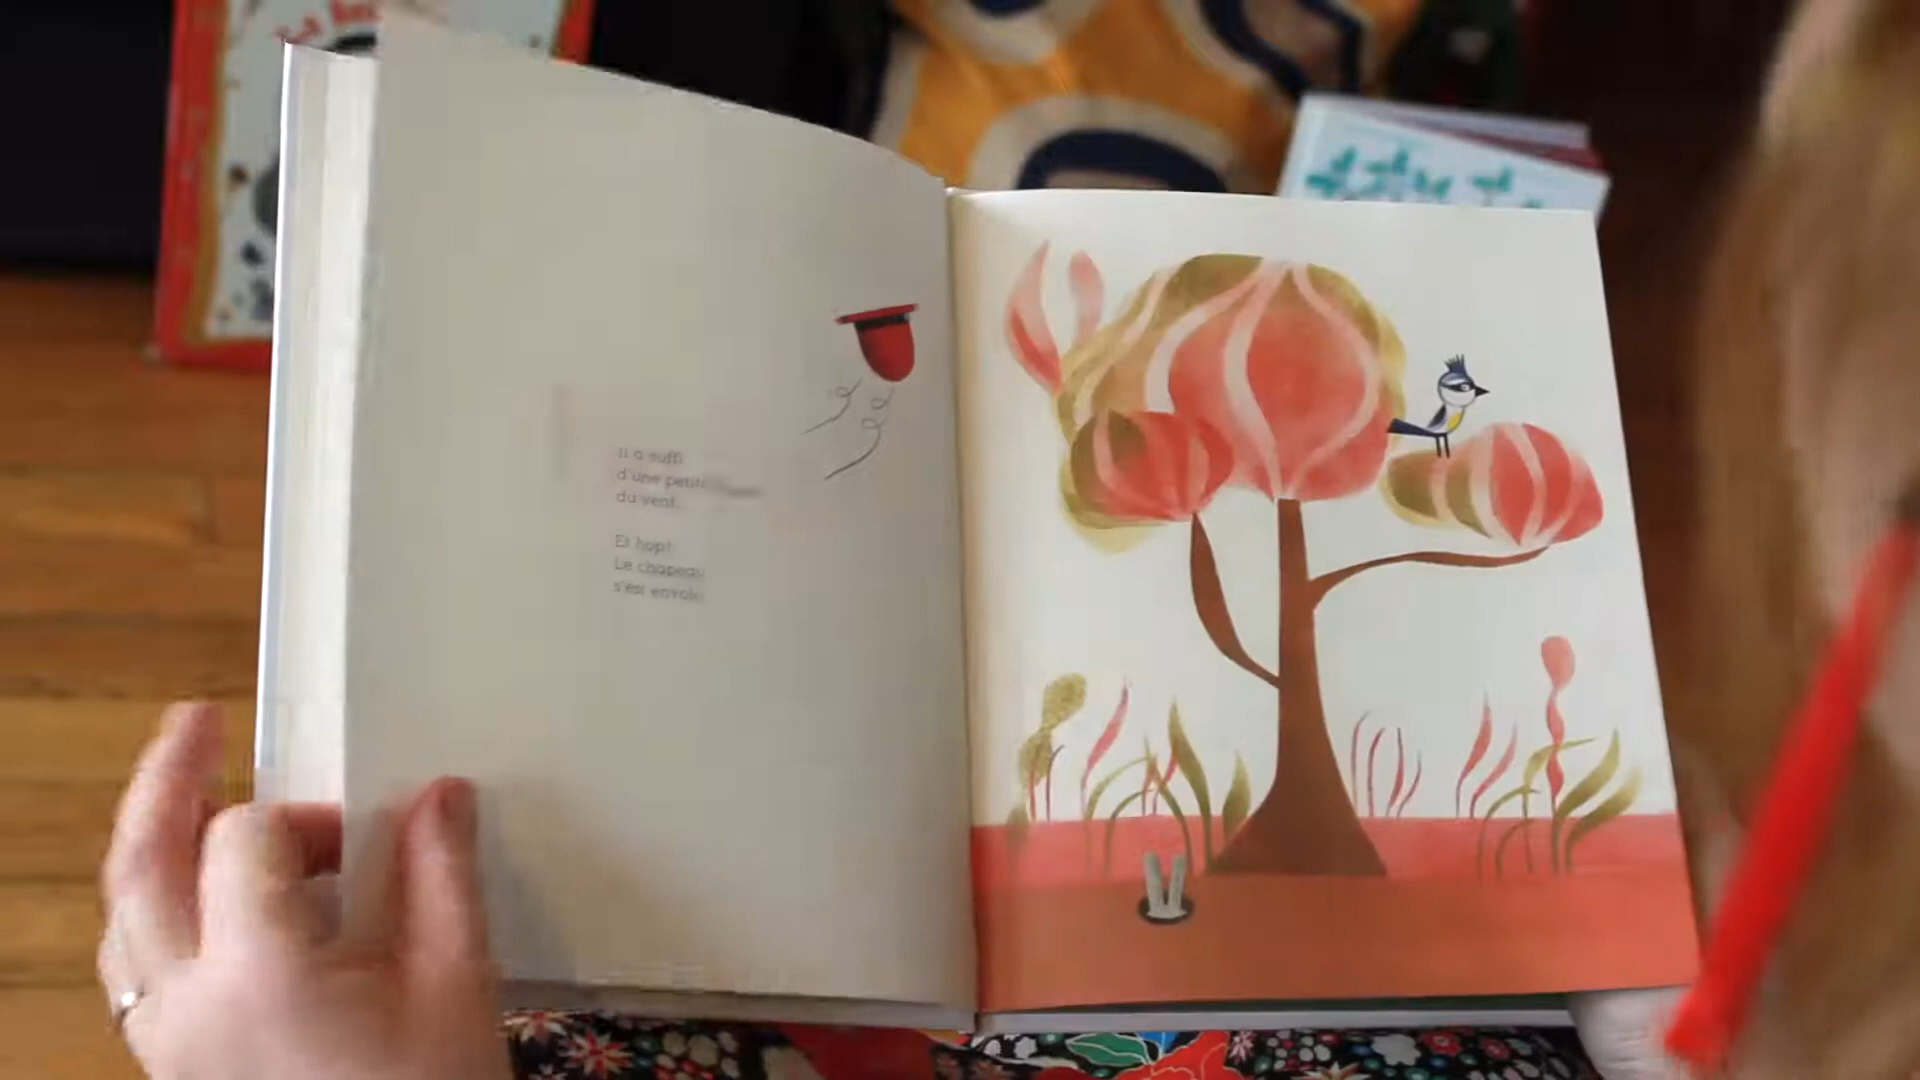 Il a suffi
d'une petite
du vent.
Et hop!
Le chapeau
s'est envolé.